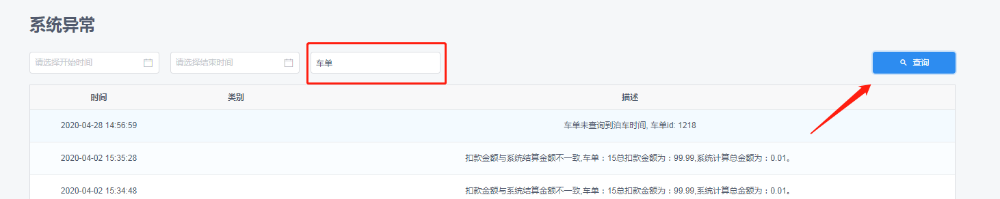 系统异常
请选择开始时间 请选择结束时间 车单 查询
时间 类别 描述
2020-04-28 14:56:59 车单未查询到泊车时间, 车单id: 1218
2020-04-02 15:35:28 扣款金额与系统结算金额不一致,车单：15总扣款金额为：99.99,系统计算总金额为：0.01。
2020-04-02 15:34:48 扣款金额与系统结算金额不一致,车单：15总扣款金额为：99.99,系统计算总金额为：0.01。